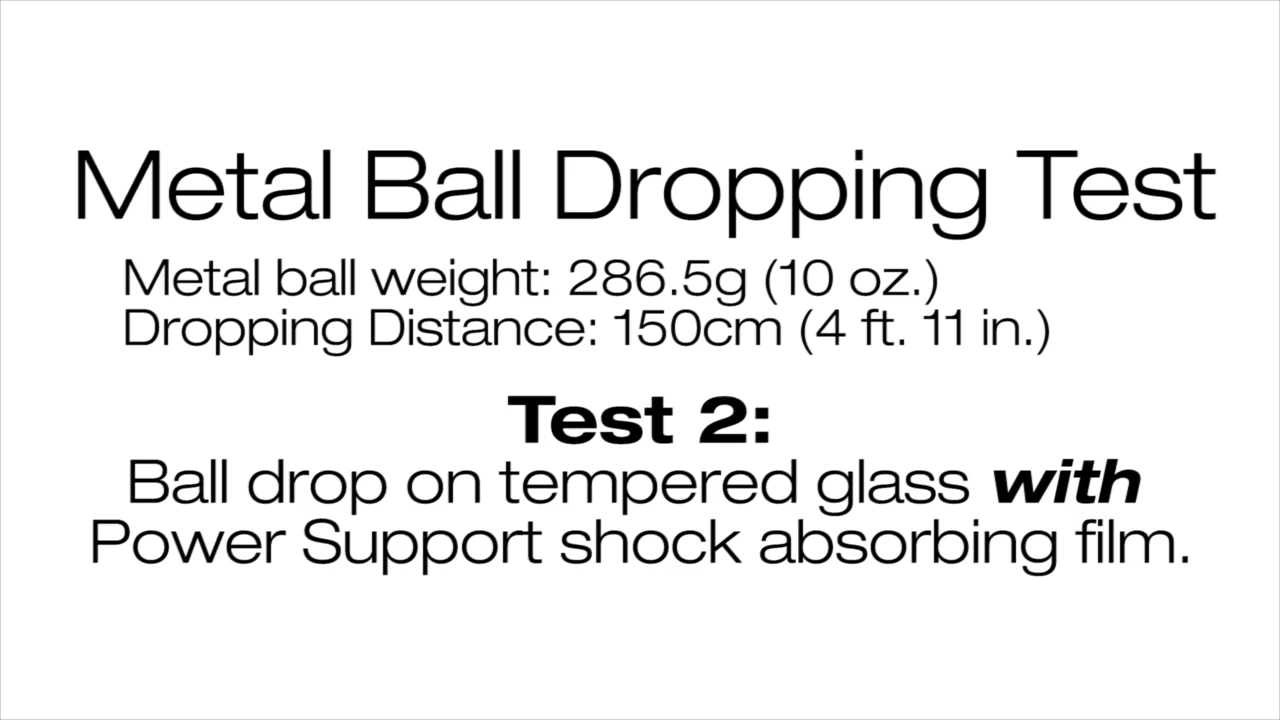 Metal Ball Dropping Test
Metal ball weight: 286.5g (10 oz.)
Dropping Distance: 150cm (4 ft. 11 in.)
Test 2:
Ball drop on tempered glass with
Power Support shock absorbing film.